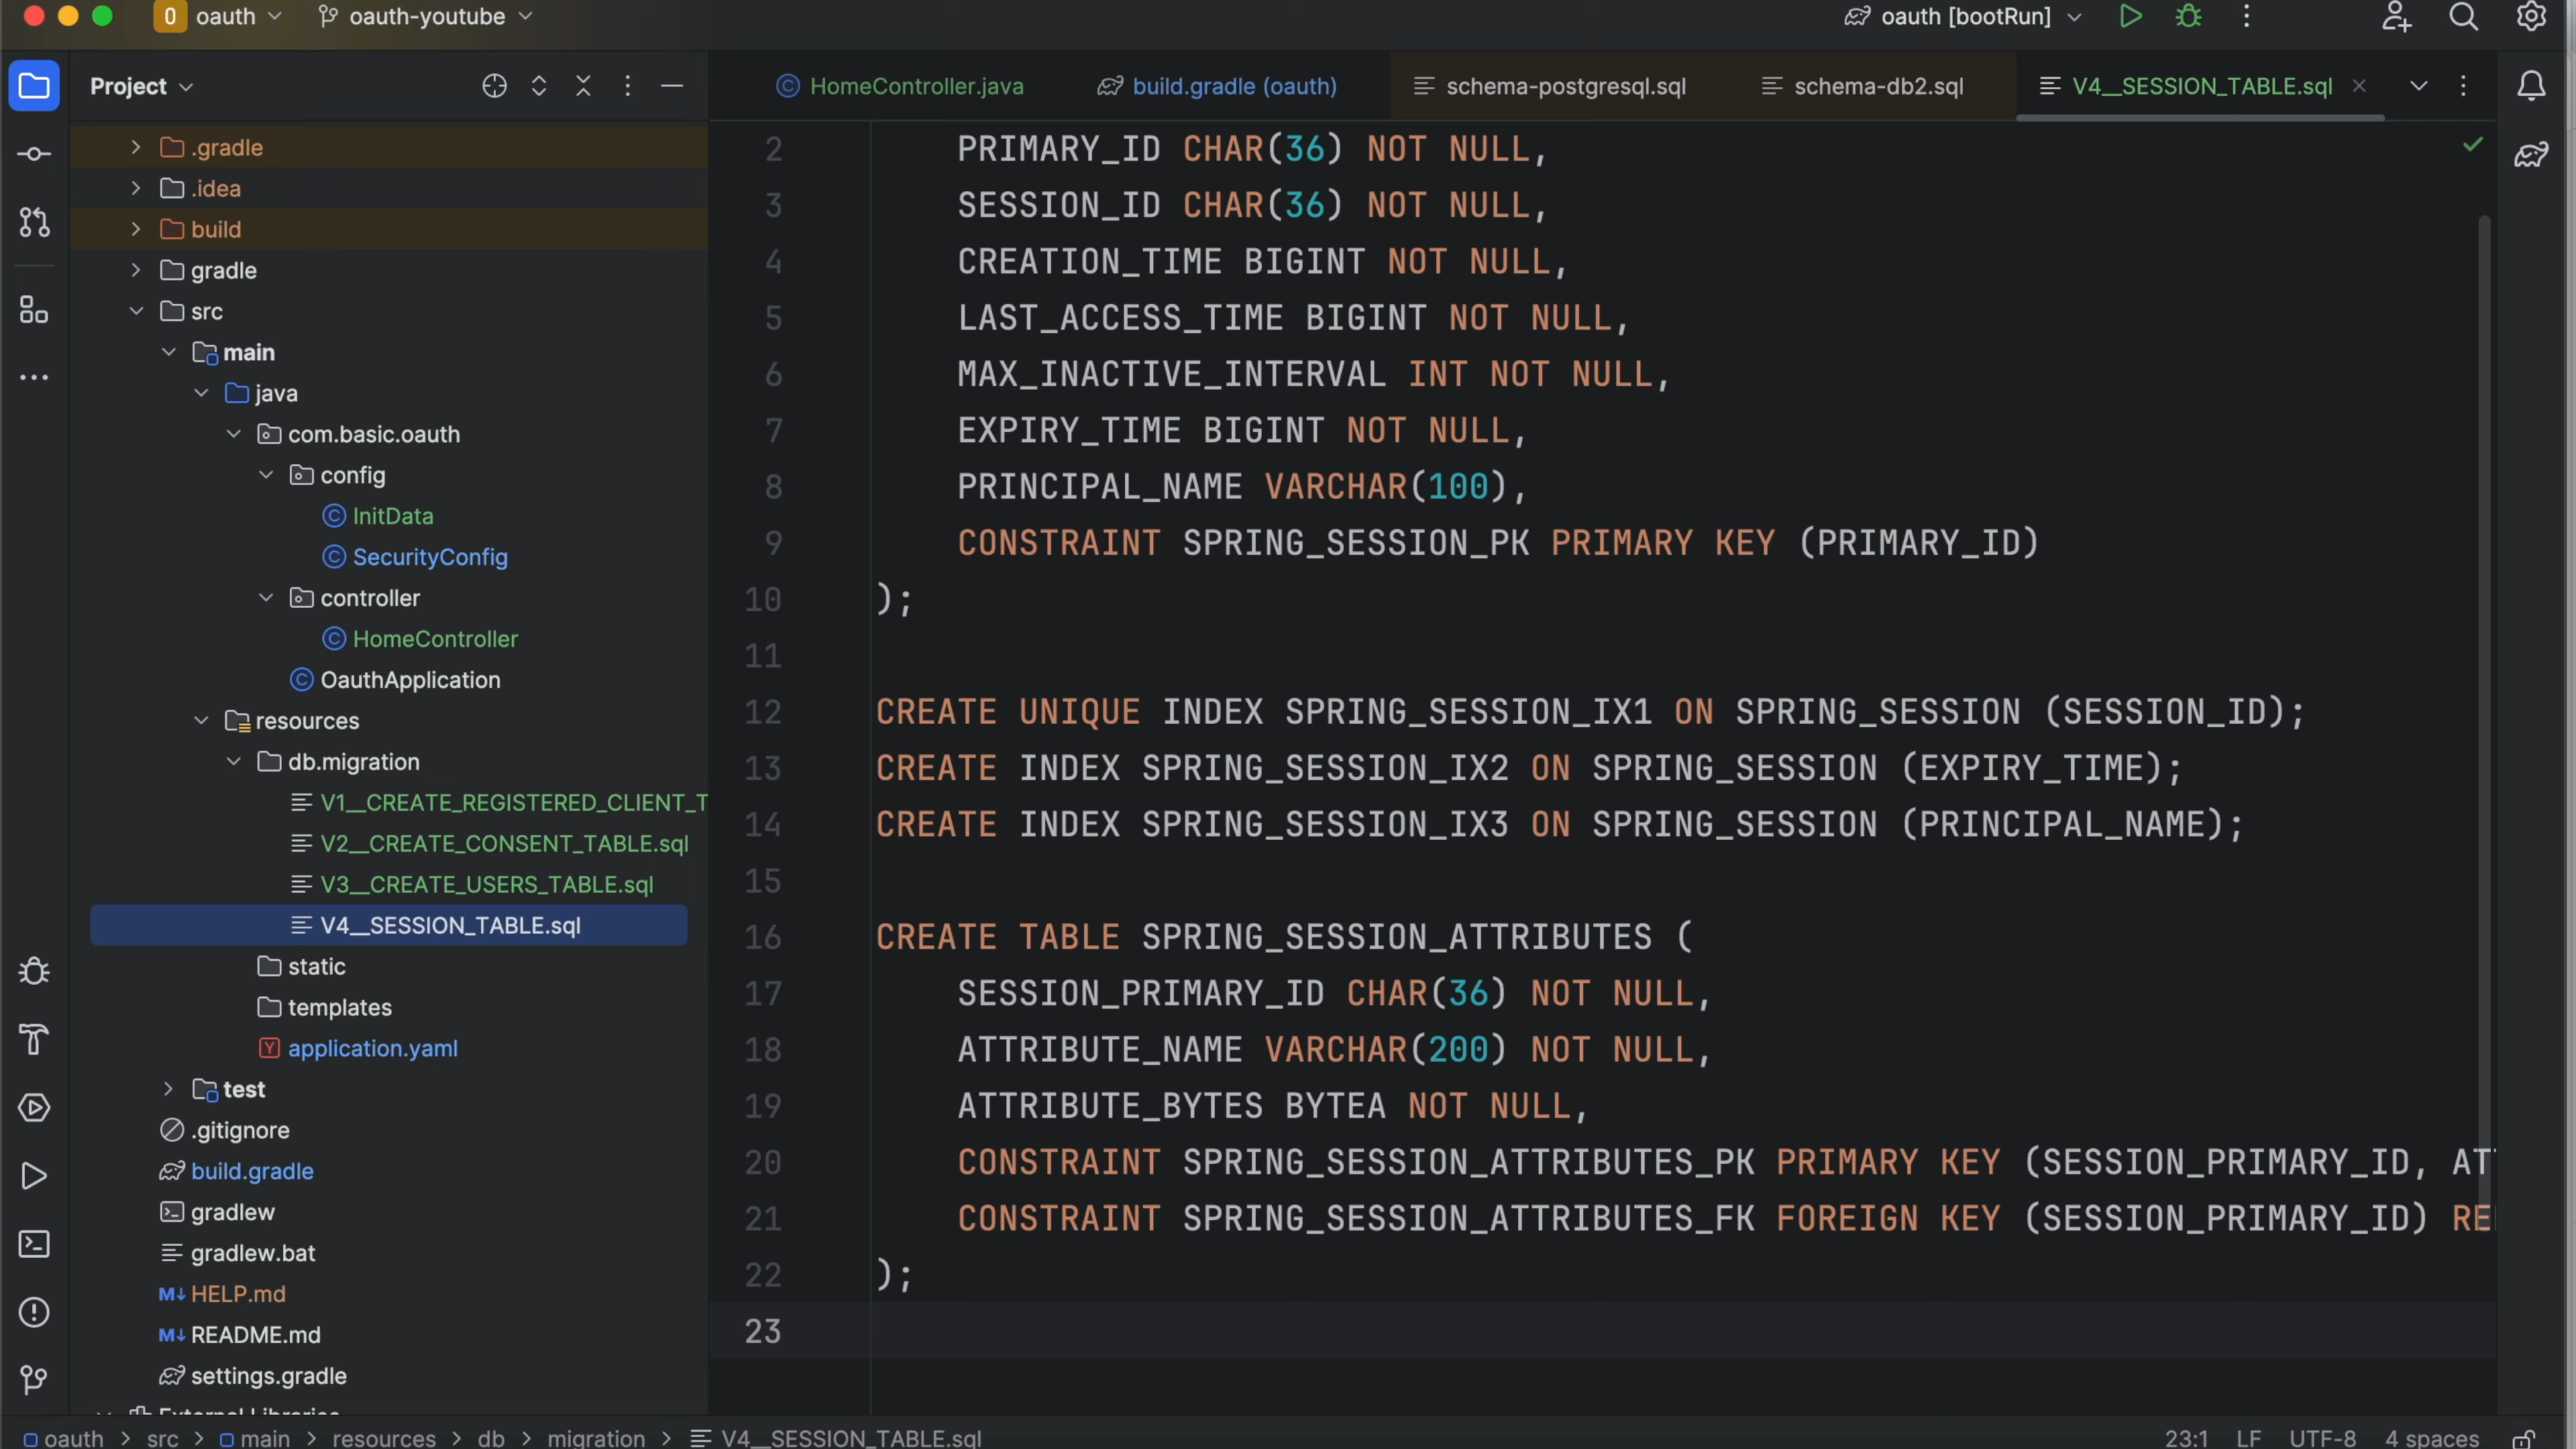 O oauth oauth-youtube oauth [bootRun]
Project
HomeController.java build.gradle (oauth) schema-postgresql.sql schema-db2.sql V4__SESSION_TABLE.sql
.gradle
.idea
build
gradle
src
main
java
com.basic.oauth
config
InitData
SecurityConfig
controller
HomeController
OauthApplication
resources
db.migration
V1__CREATE_REGISTERED_CLIENT_T
V2__CREATE_CONSENT_TABLE.sql
V3__CREATE_USERS_TABLE.sql
V4__SESSION_TABLE.sql
static
templates
application.yaml
test
.gitignore
build.gradle
gradlew
gradlew.bat
M↓ HELP.md
M↓ README.md
settings.gradle
External Libraries
2 PRIMARY_ID CHAR(36) NOT NULL,
3 SESSION_ID CHAR(36) NOT NULL,
4 CREATION_TIME BIGINT NOT NULL,
5 LAST_ACCESS_TIME BIGINT NOT NULL,
6 MAX_INACTIVE_INTERVAL INT NOT NULL,
7 EXPIRY_TIME BIGINT NOT NULL,
8 PRINCIPAL_NAME VARCHAR(100),
9 CONSTRAINT SPRING_SESSION_PK PRIMARY KEY (PRIMARY_ID)
10 );
11
12 CREATE UNIQUE INDEX SPRING_SESSION_IX1 ON SPRING_SESSION (SESSION_ID);
13 CREATE INDEX SPRING_SESSION_IX2 ON SPRING_SESSION (EXPIRY_TIME);
14 CREATE INDEX SPRING_SESSION_IX3 ON SPRING_SESSION (PRINCIPAL_NAME);
15
16 CREATE TABLE SPRING_SESSION_ATTRIBUTES (
17 SESSION_PRIMARY_ID CHAR(36) NOT NULL,
18 ATTRIBUTE_NAME VARCHAR(200) NOT NULL,
19 ATTRIBUTE_BYTES BYTEA NOT NULL,
20 CONSTRAINT SPRING_SESSION_ATTRIBUTES_PK PRIMARY KEY (SESSION_PRIMARY_ID, AT
21 CONSTRAINT SPRING_SESSION_ATTRIBUTES_FK FOREIGN KEY (SESSION_PRIMARY_ID) RE
22 );
23
oauth > src > main > resources > db > migration > V4__SESSION_TABLE.sql 23:1 LF UTF-8 4 spaces